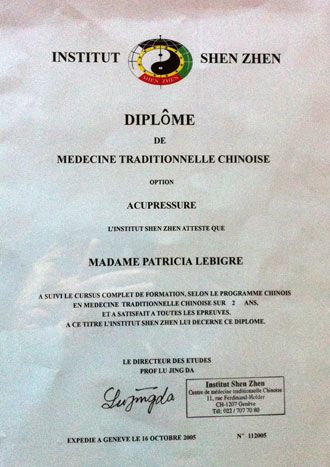 INSTITUT SHEN ZHEN
SHEN ZHEN
DIPLÔME
DE
MEDECINE TRADITIONNELLE CHINOISE
OPTION
ACUPRESSURE
L'INSTITUT SHEN ZHEN ATTESTE QUE
MADAME PATRICIA LEBIGRE
A SUIVI LE CURSUS COMPLET DE FORMATION, SELON LE PROGRAMME CHINOIS
EN MEDECINE TRADITIONNELLE CHINOISE SUR 2 ANS,
ET A SATISFAIT A TOUTES LES EPREUVES.
A CE TITRE L'INSTITUT SHEN ZHEN LUI DECERNE CE DIPLOME.
LE DIRECTEUR DES ETUDES
PROF LU JING DA
Lu Jingda
Institut Shen Zhen
Centre de médecine traditionnelle Chinoise
11, rue Ferdinand-Hodler
CH-1207 Genève
Tél: 022 / 707 70 80
EXPEDIE A GENEVE LE 16 OCTOBRE 2005 N° 112005